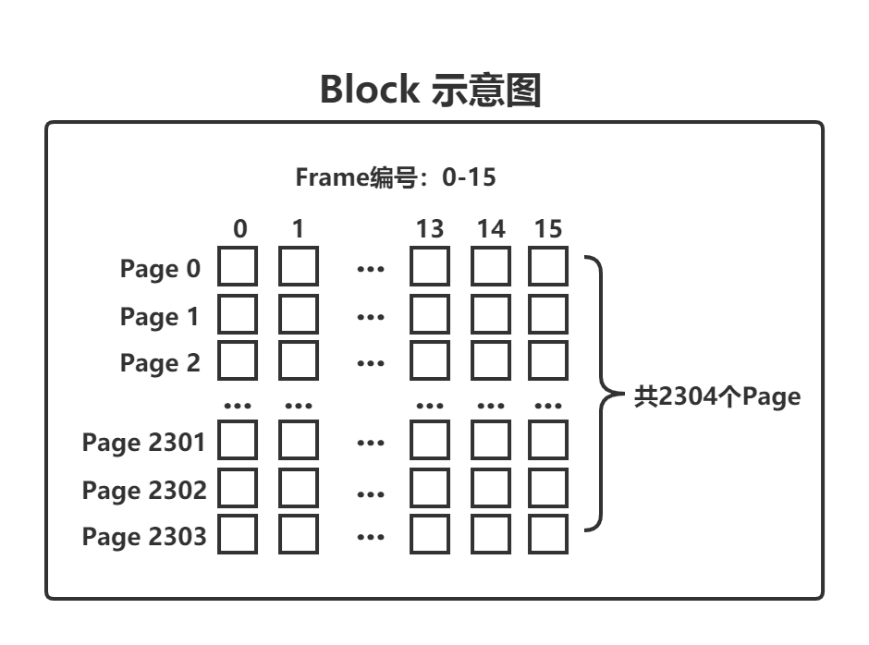 Block 示意图
Frame编号：0-15
0 1 13 14 15
Page 0 ...
Page 1 ...
Page 2 ...
... ... ... ... ...
共2304个Page
Page 2301 ...
Page 2302 ...
Page 2303 ...